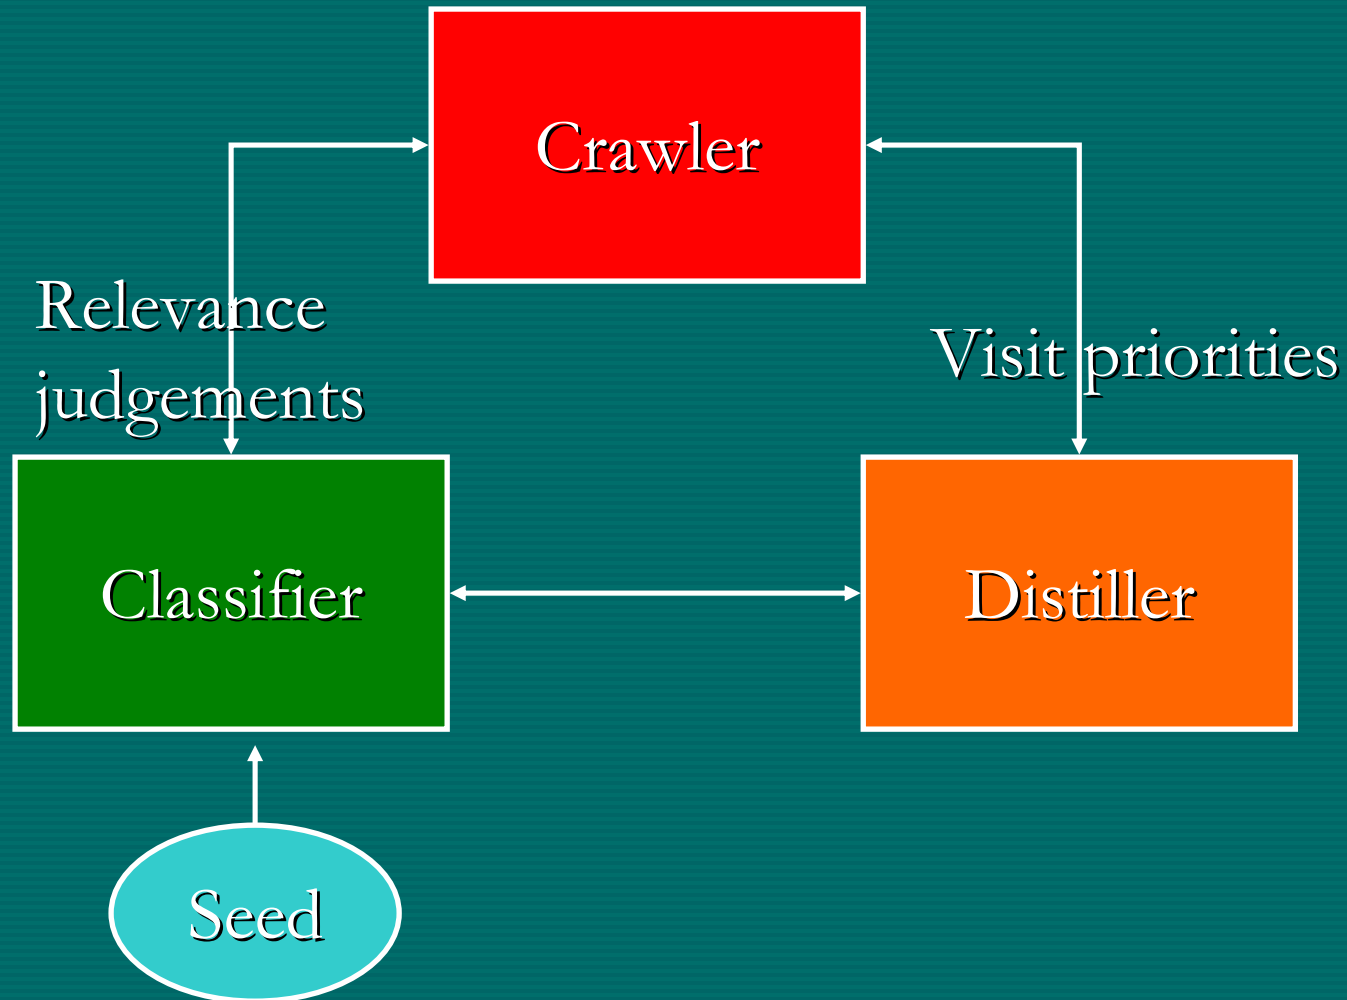 Crawler
Relevance
judgements
Visit priorities
Classifier
Distiller
Seed